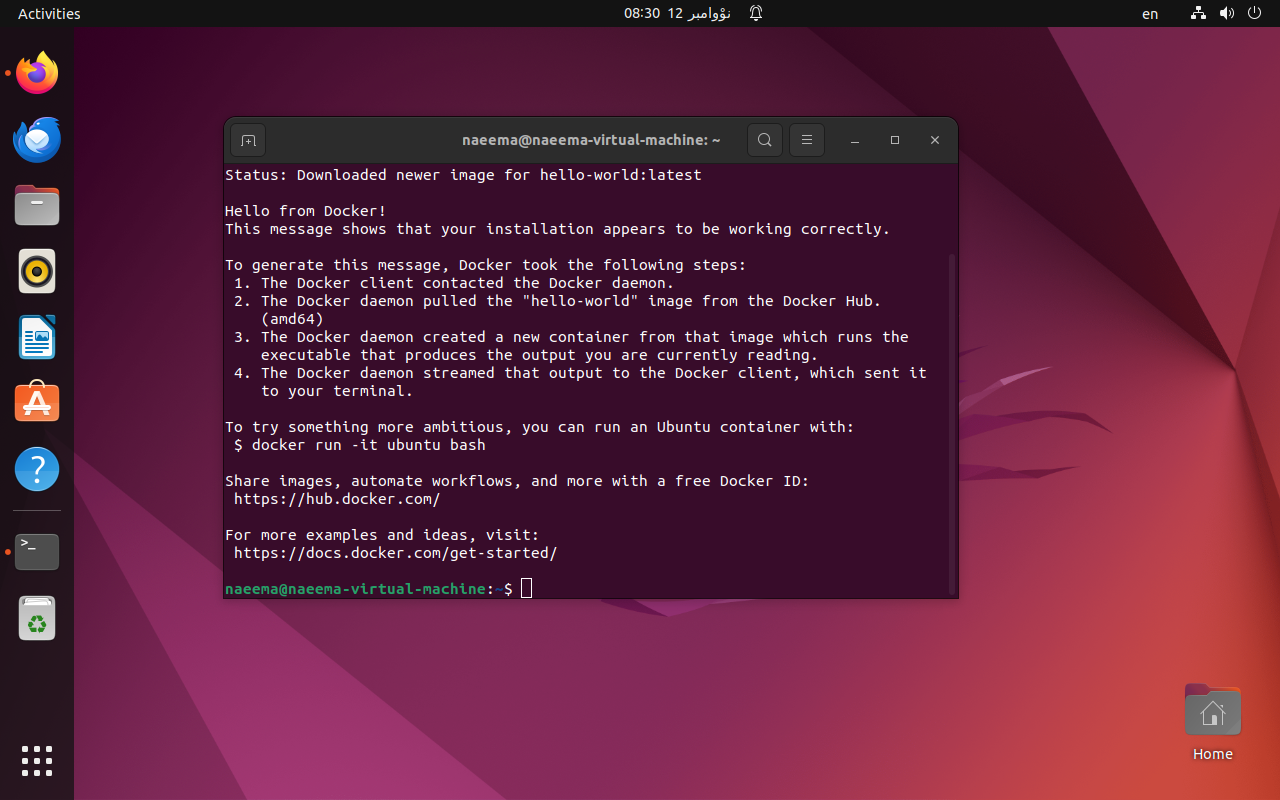 Activities
08:30 12 نوْوامبر
en
naeema@naeema-virtual-machine: ~
Status: Downloaded newer image for hello-world:latest
Hello from Docker!
This message shows that your installation appears to be working correctly.
To generate this message, Docker took the following steps:
1. The Docker client contacted the Docker daemon.
2. The Docker daemon pulled the "hello-world" image from the Docker Hub.
(amd64)
3. The Docker daemon created a new container from that image which runs the
executable that produces the output you are currently reading.
4. The Docker daemon streamed that output to the Docker client, which sent it
to your terminal.
To try something more ambitious, you can run an Ubuntu container with:
$ docker run -it ubuntu bash
Share images, automate workflows, and more with a free Docker ID:
https://hub.docker.com/
For more examples and ideas, visit:
https://docs.docker.com/get-started/
naeema@naeema-virtual-machine:~$
Home